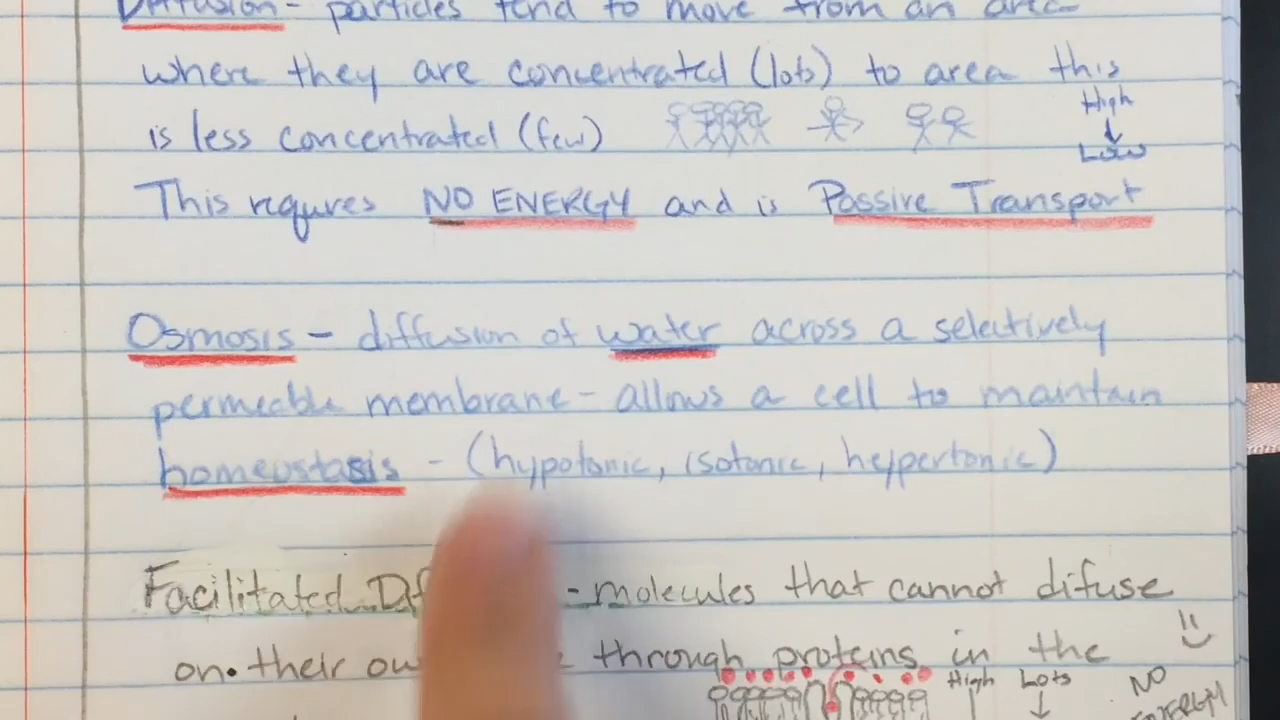 Diffusion - particles tend to move from an area
where they are concentrated (lots) to area this
is less concentrated (few)
High
↓
Low
This requres NO ENERGY and is Passive Transport
Osmosis - diffusion of water across a selectively
permeable membrane - allows a cell to maintain
homeostasis - (hypotonic, isotonic, hypertonic)
Facilitated - molecules that cannot difuse
on their through proteins in the
High Lots
NO
ENERGY